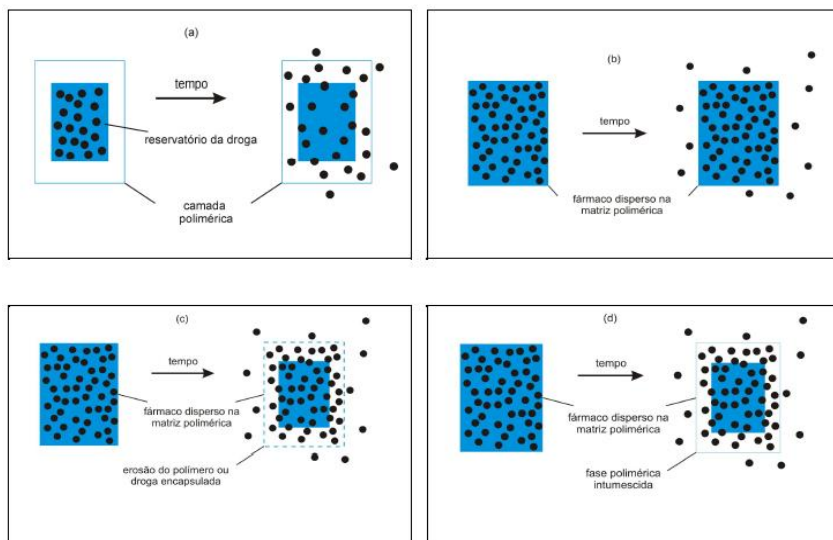 (a)
tempo
reservatório da droga
camada
polimérica
(b)
tempo
fármaco disperso na
matriz polimérica
(c)
tempo
fármaco disperso na
matriz polimérica
erosão do polímero ou
droga encapsulada
(d)
tempo
fármaco disperso na
matriz polimérica
fase polimérica
intumescida